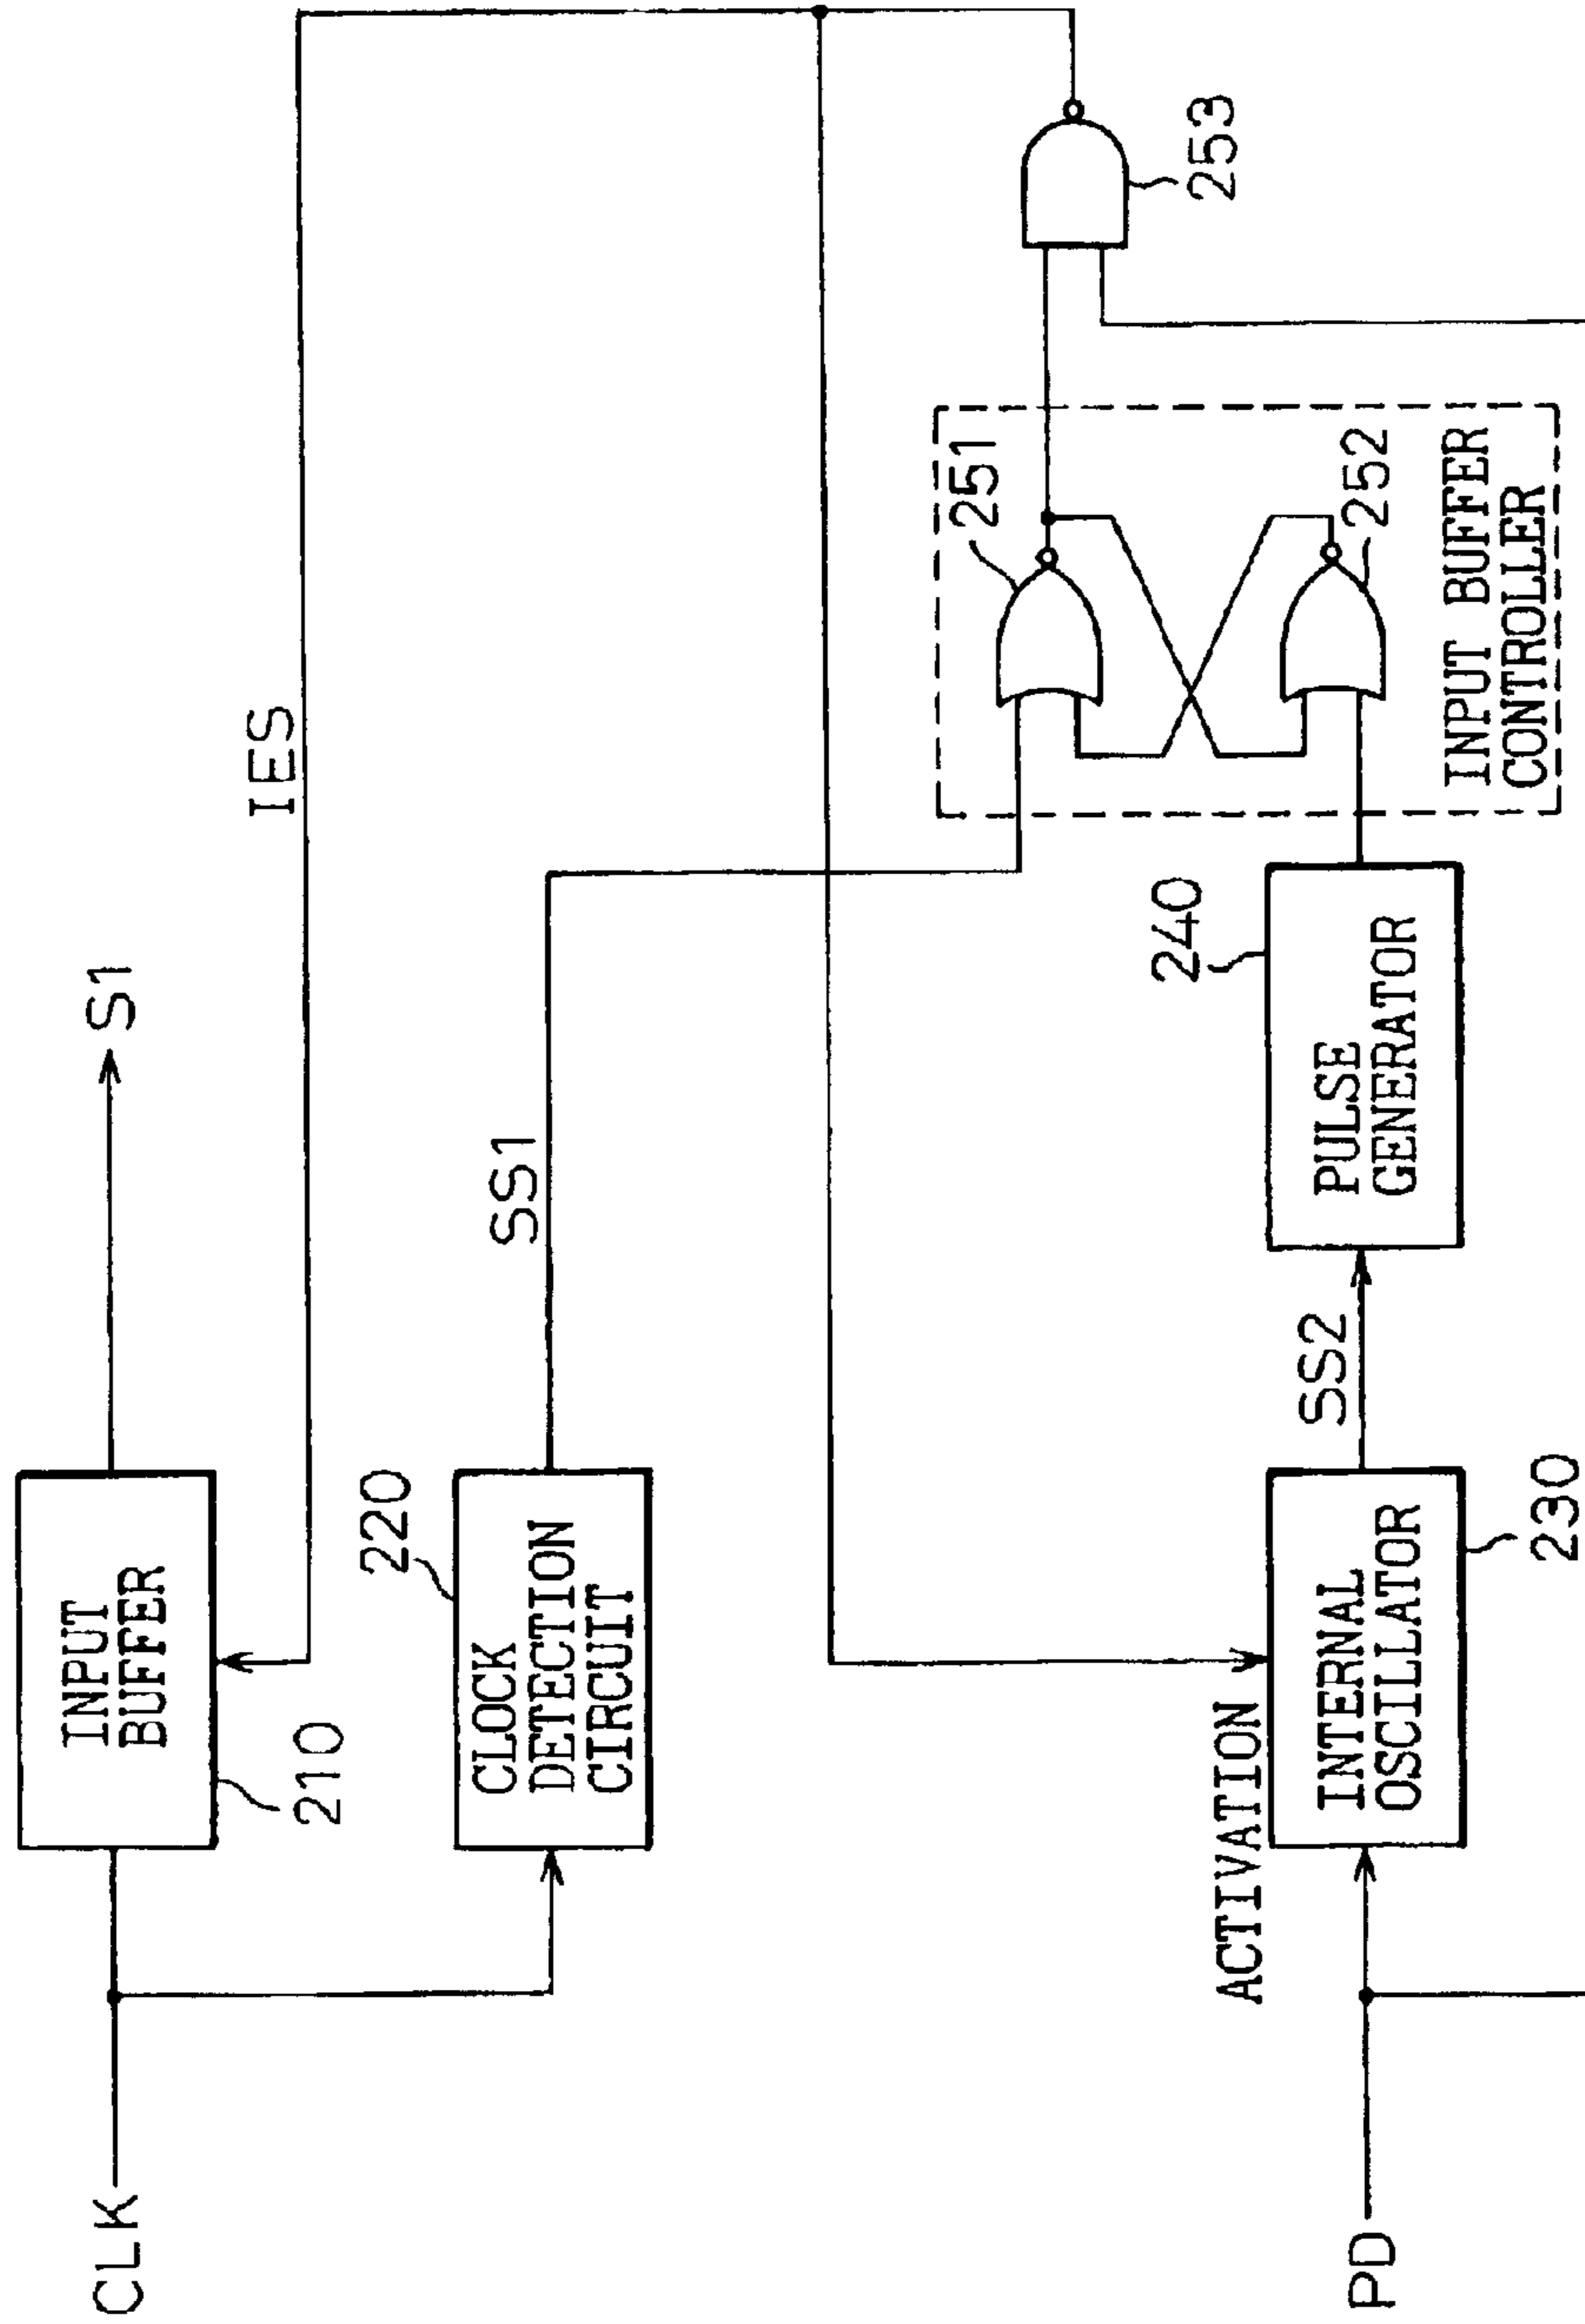 CLK
INPUT
BUFFER
210
S1
IES
CLOCK
DETECTION
CIRCUIT
220
SS1
253
251
252
INPUT BUFFER
CONTROLLER
ACTIVATION
PD
INTERNAL
OSCILLATOR
230
SS2
PULSE
GENERATOR
240